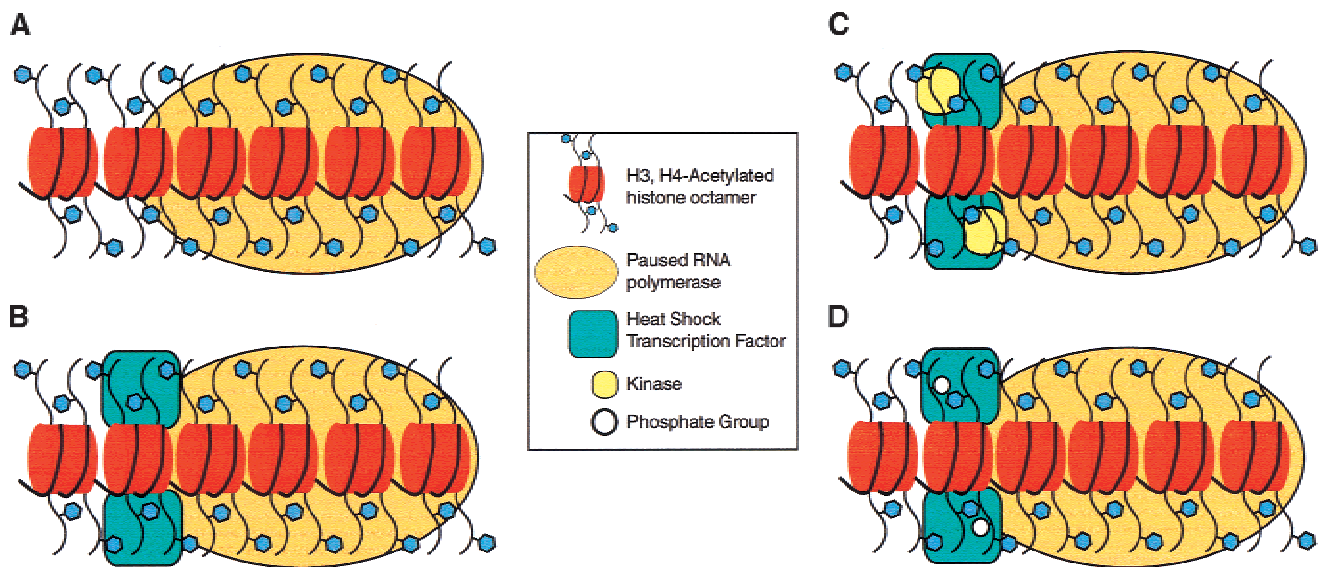 A
C
H3, H4-Acetylated
histone octamer
Paused RNA
polymerase
Heat Shock
Transcription Factor
Kinase
Phosphate Group
B
D